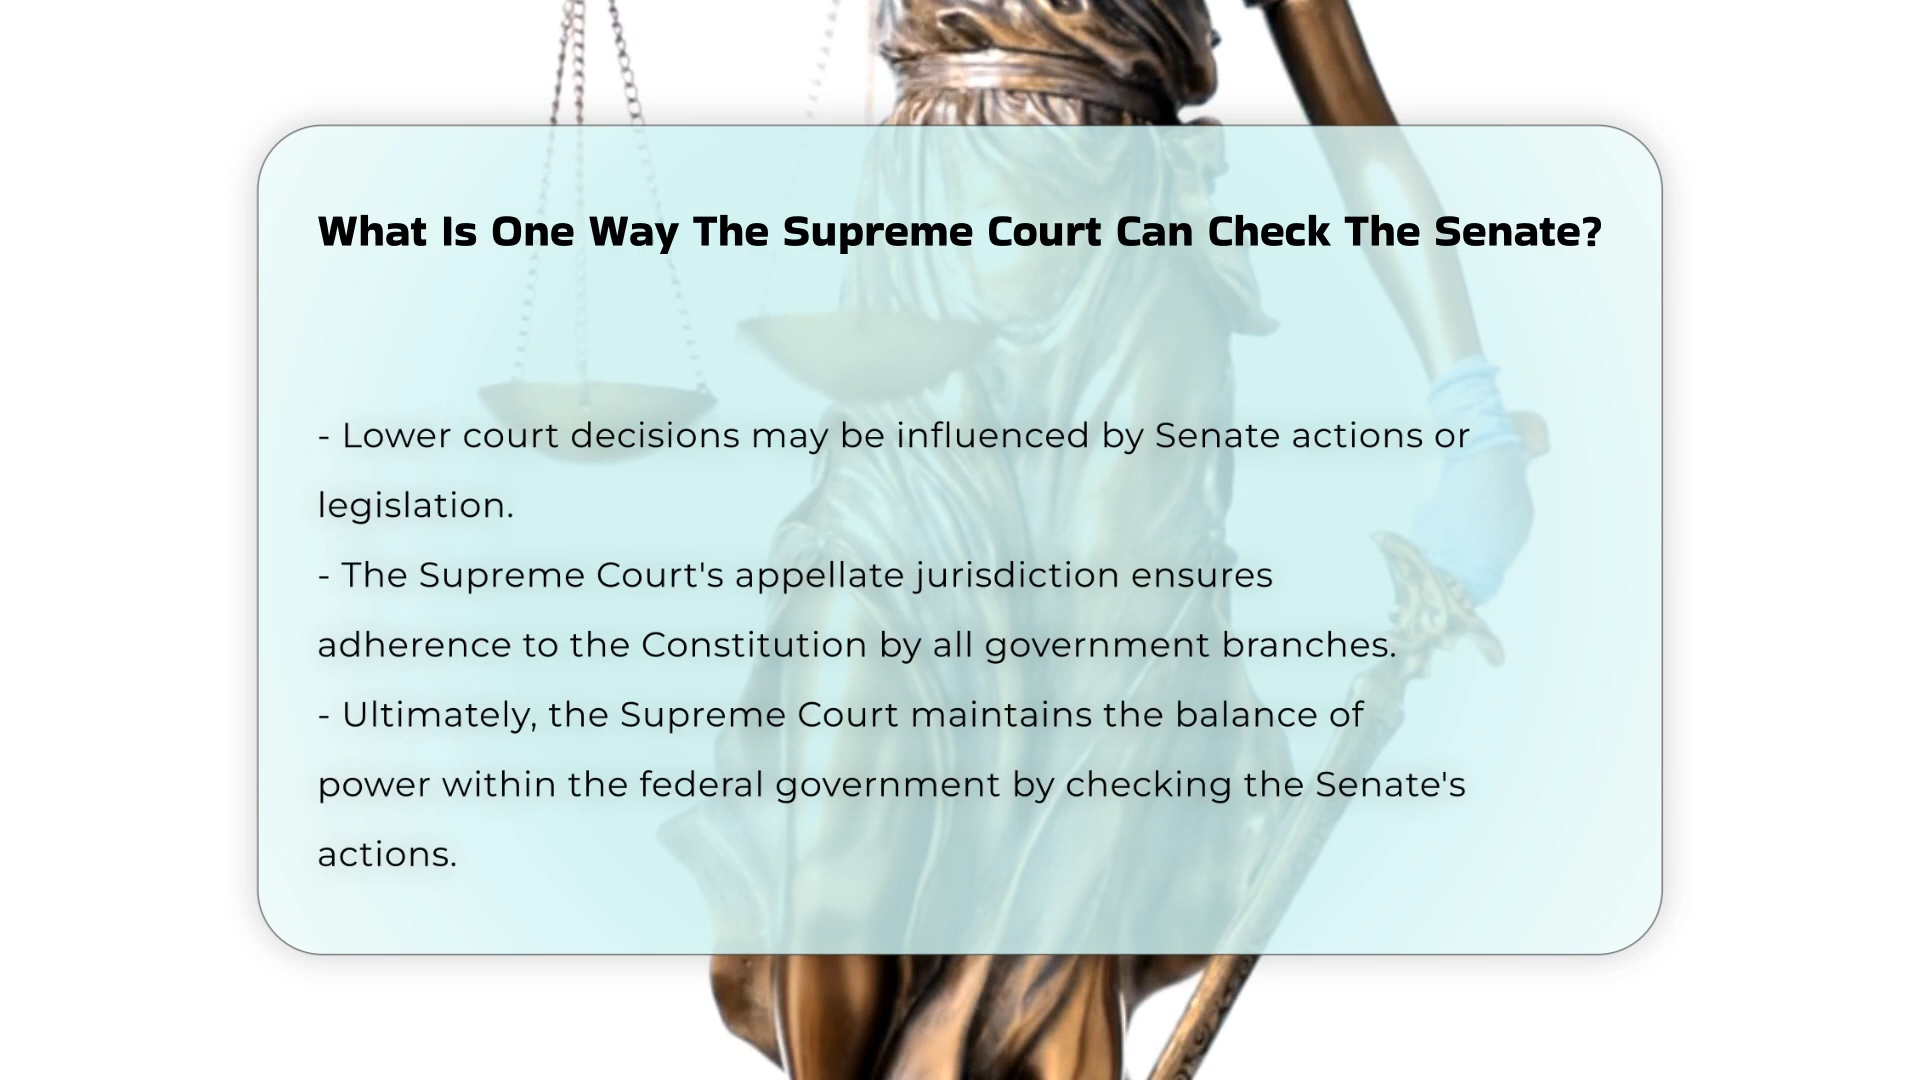 What Is One Way The Supreme Court Can Check The Senate?
- Lower court decisions may be influenced by Senate actions or
legislation.
- The Supreme Court's appellate jurisdiction ensures
adherence to the Constitution by all government branches.
- Ultimately, the Supreme Court maintains the balance of
power within the federal government by checking the Senate's
actions.